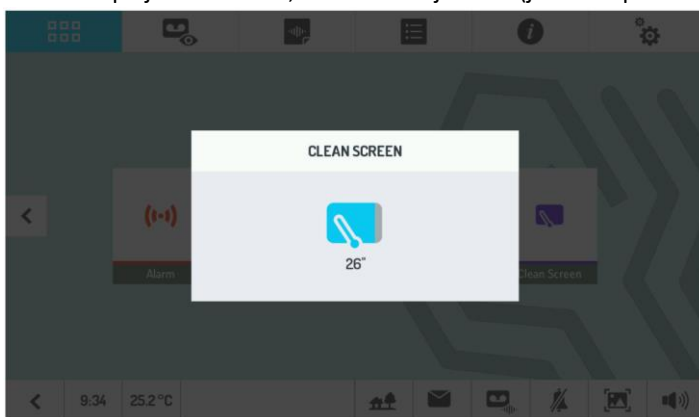 CLEAN SCREEN
26"
Alarm
Clean Screen
9:34 25.2 °C